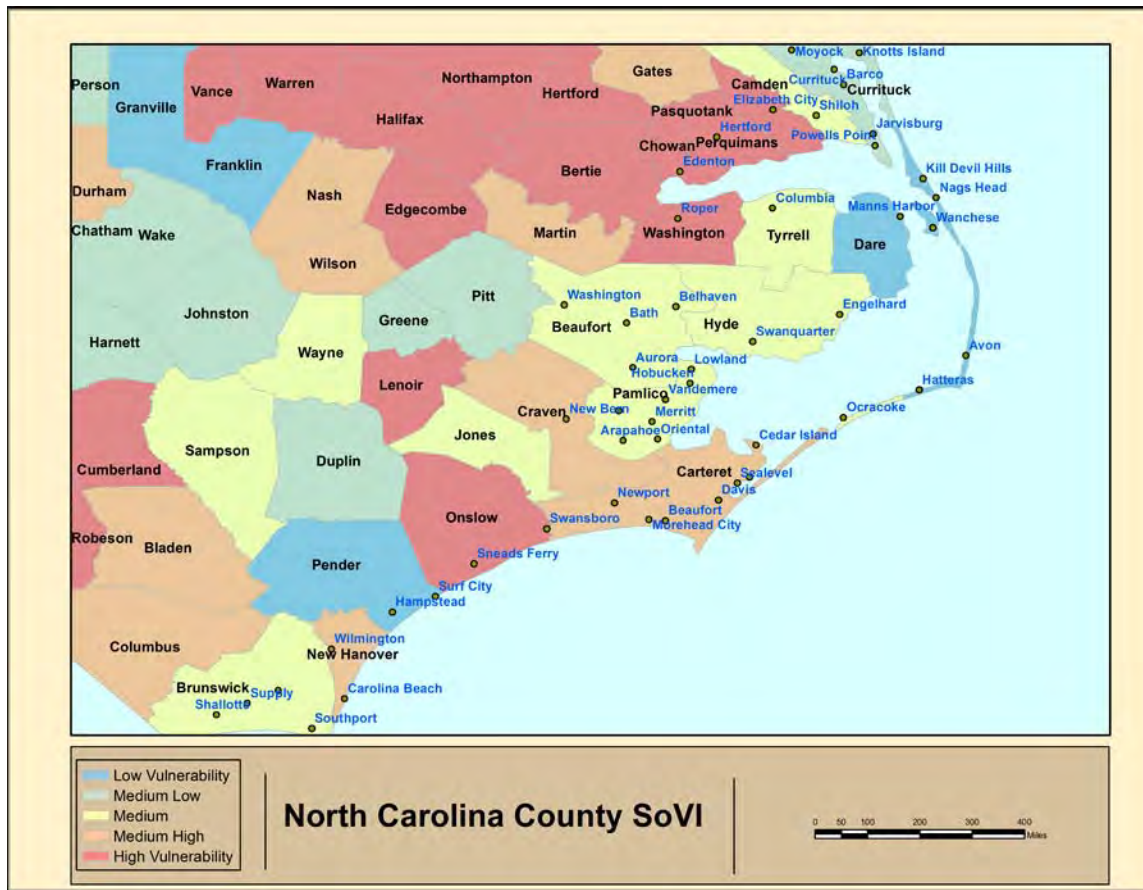 Moyock
Knotts Island
Person
Granville
Vance
Warren
Northampton
Gates
Camden
Currituck
Barco
Currituck
Hertford
Halifax
Pasquotank
Elizabeth City
Shiloh
Hertford
Jarvisburg
Powells Point
Chowan
Perquimans
Franklin
Bertie
Edenton
Kill Devil Hills
Durham
Nash
Nags Head
Edgecombe
Roper
Columbia
Manns Harbor
Wanchese
Chatham
Wake
Martin
Washington
Tyrrell
Dare
Wilson
Pitt
Washington
Belhaven
Engelhard
Johnston
Greene
Bath
Beaufort
Hyde
Harnett
Wayne
Swanquarter
Avon
Aurora
Lowland
Hobucken
Lenoir
Hatteras
Pamlico
Vandemere
Craven
New Bern
Merritt
Ocracoke
Arapahoe
Oriental
Jones
Cedar Island
Sampson
Duplin
Cumberland
Carteret
Sealevel
Davis
Newport
Beaufort
Onslow
Swansboro
Morehead City
Robeson
Bladen
Sneads Ferry
Pender
Surf City
Hampstead
Columbus
Wilmington
New Hanover
Brunswick
Supply
Carolina Beach
Shallotte
Southport
Low Vulnerability
Medium Low
Medium
Medium High
High Vulnerability
North Carolina County SoVI
0 50 100 200 300 400
Miles